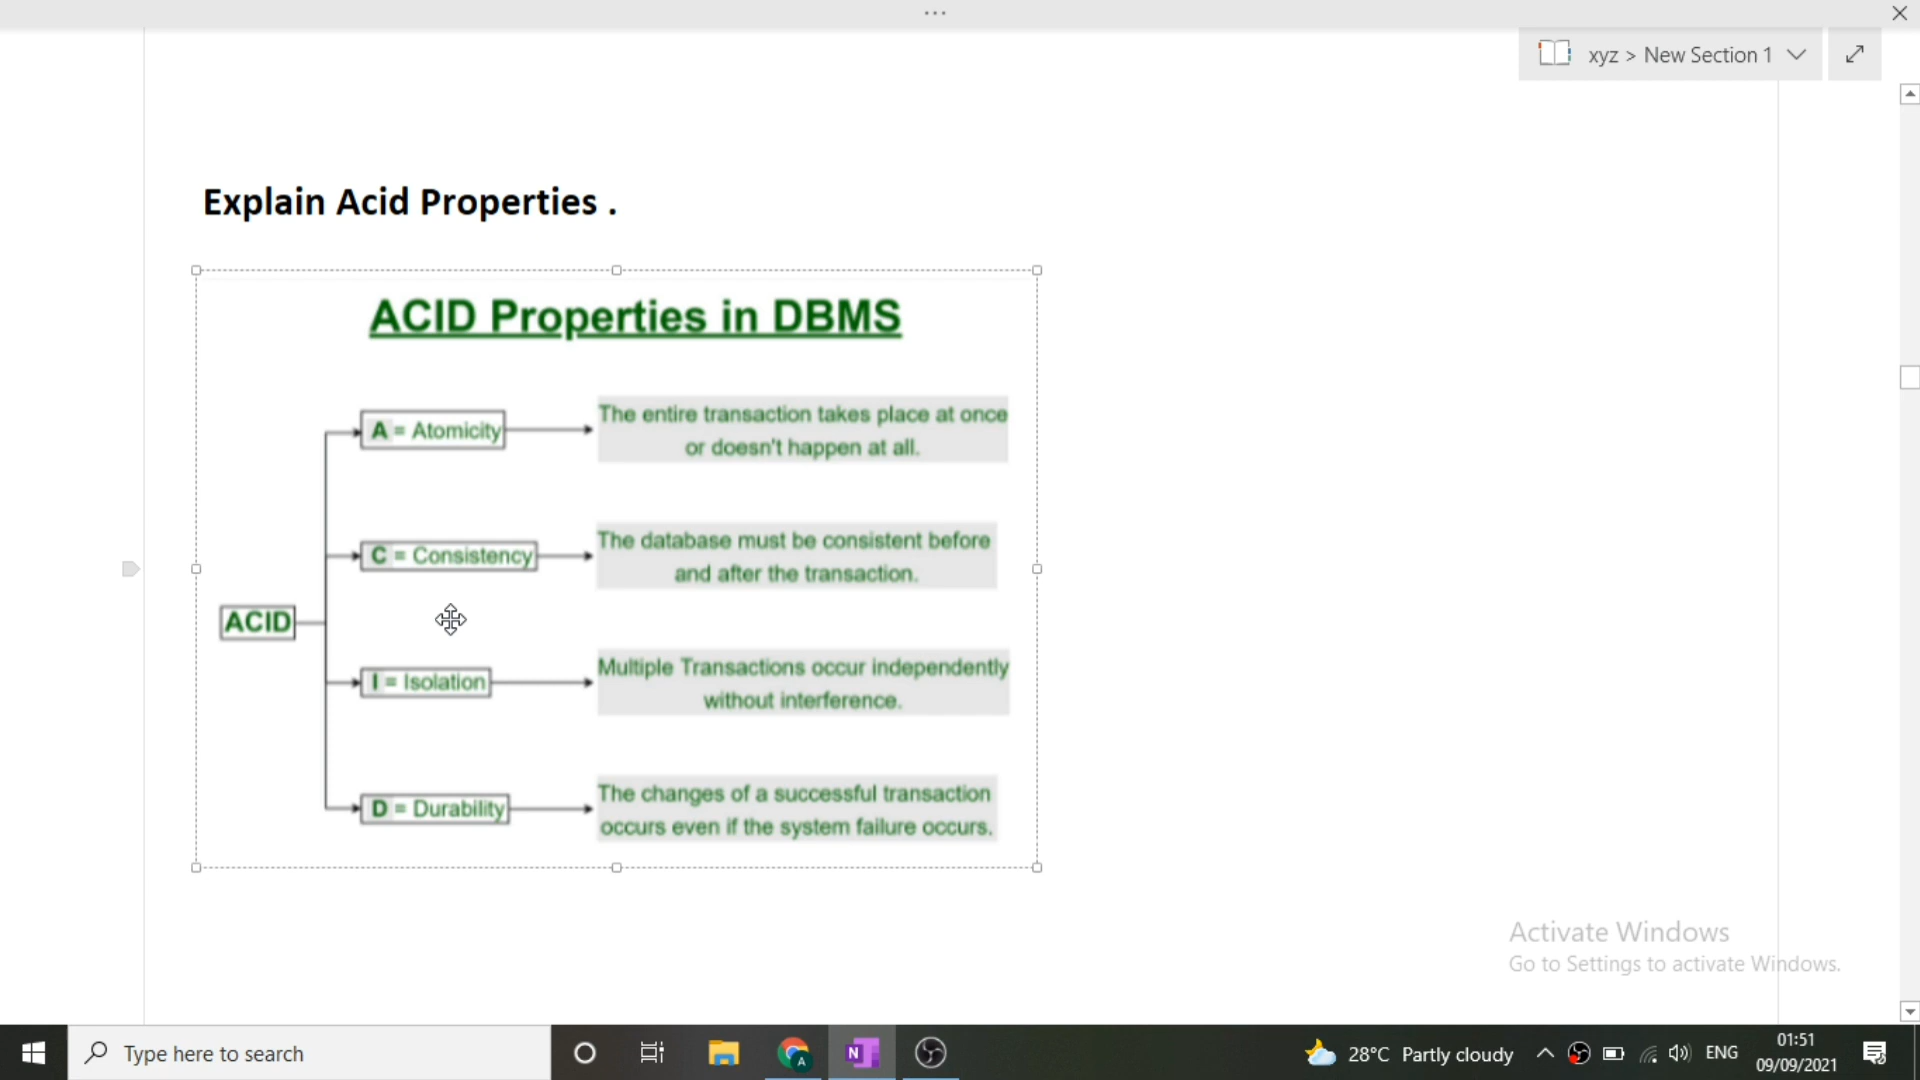 xyz > New Section 1
Explain Acid Properties .
ACID Properties in DBMS
A = Atomicity
The entire transaction takes place at once
or doesn't happen at all.
C = Consistency
The database must be consistent before
and after the transaction.
ACID
I = Isolation
Multiple Transactions occur independently
without interference.
D = Durability
The changes of a successful transaction
occurs even if the system failure occurs.
Activate Windows
Go to Settings to activate Windows.
Type here to search
A
N
28°C Partly cloudy
ENG
01:51
09/09/2021